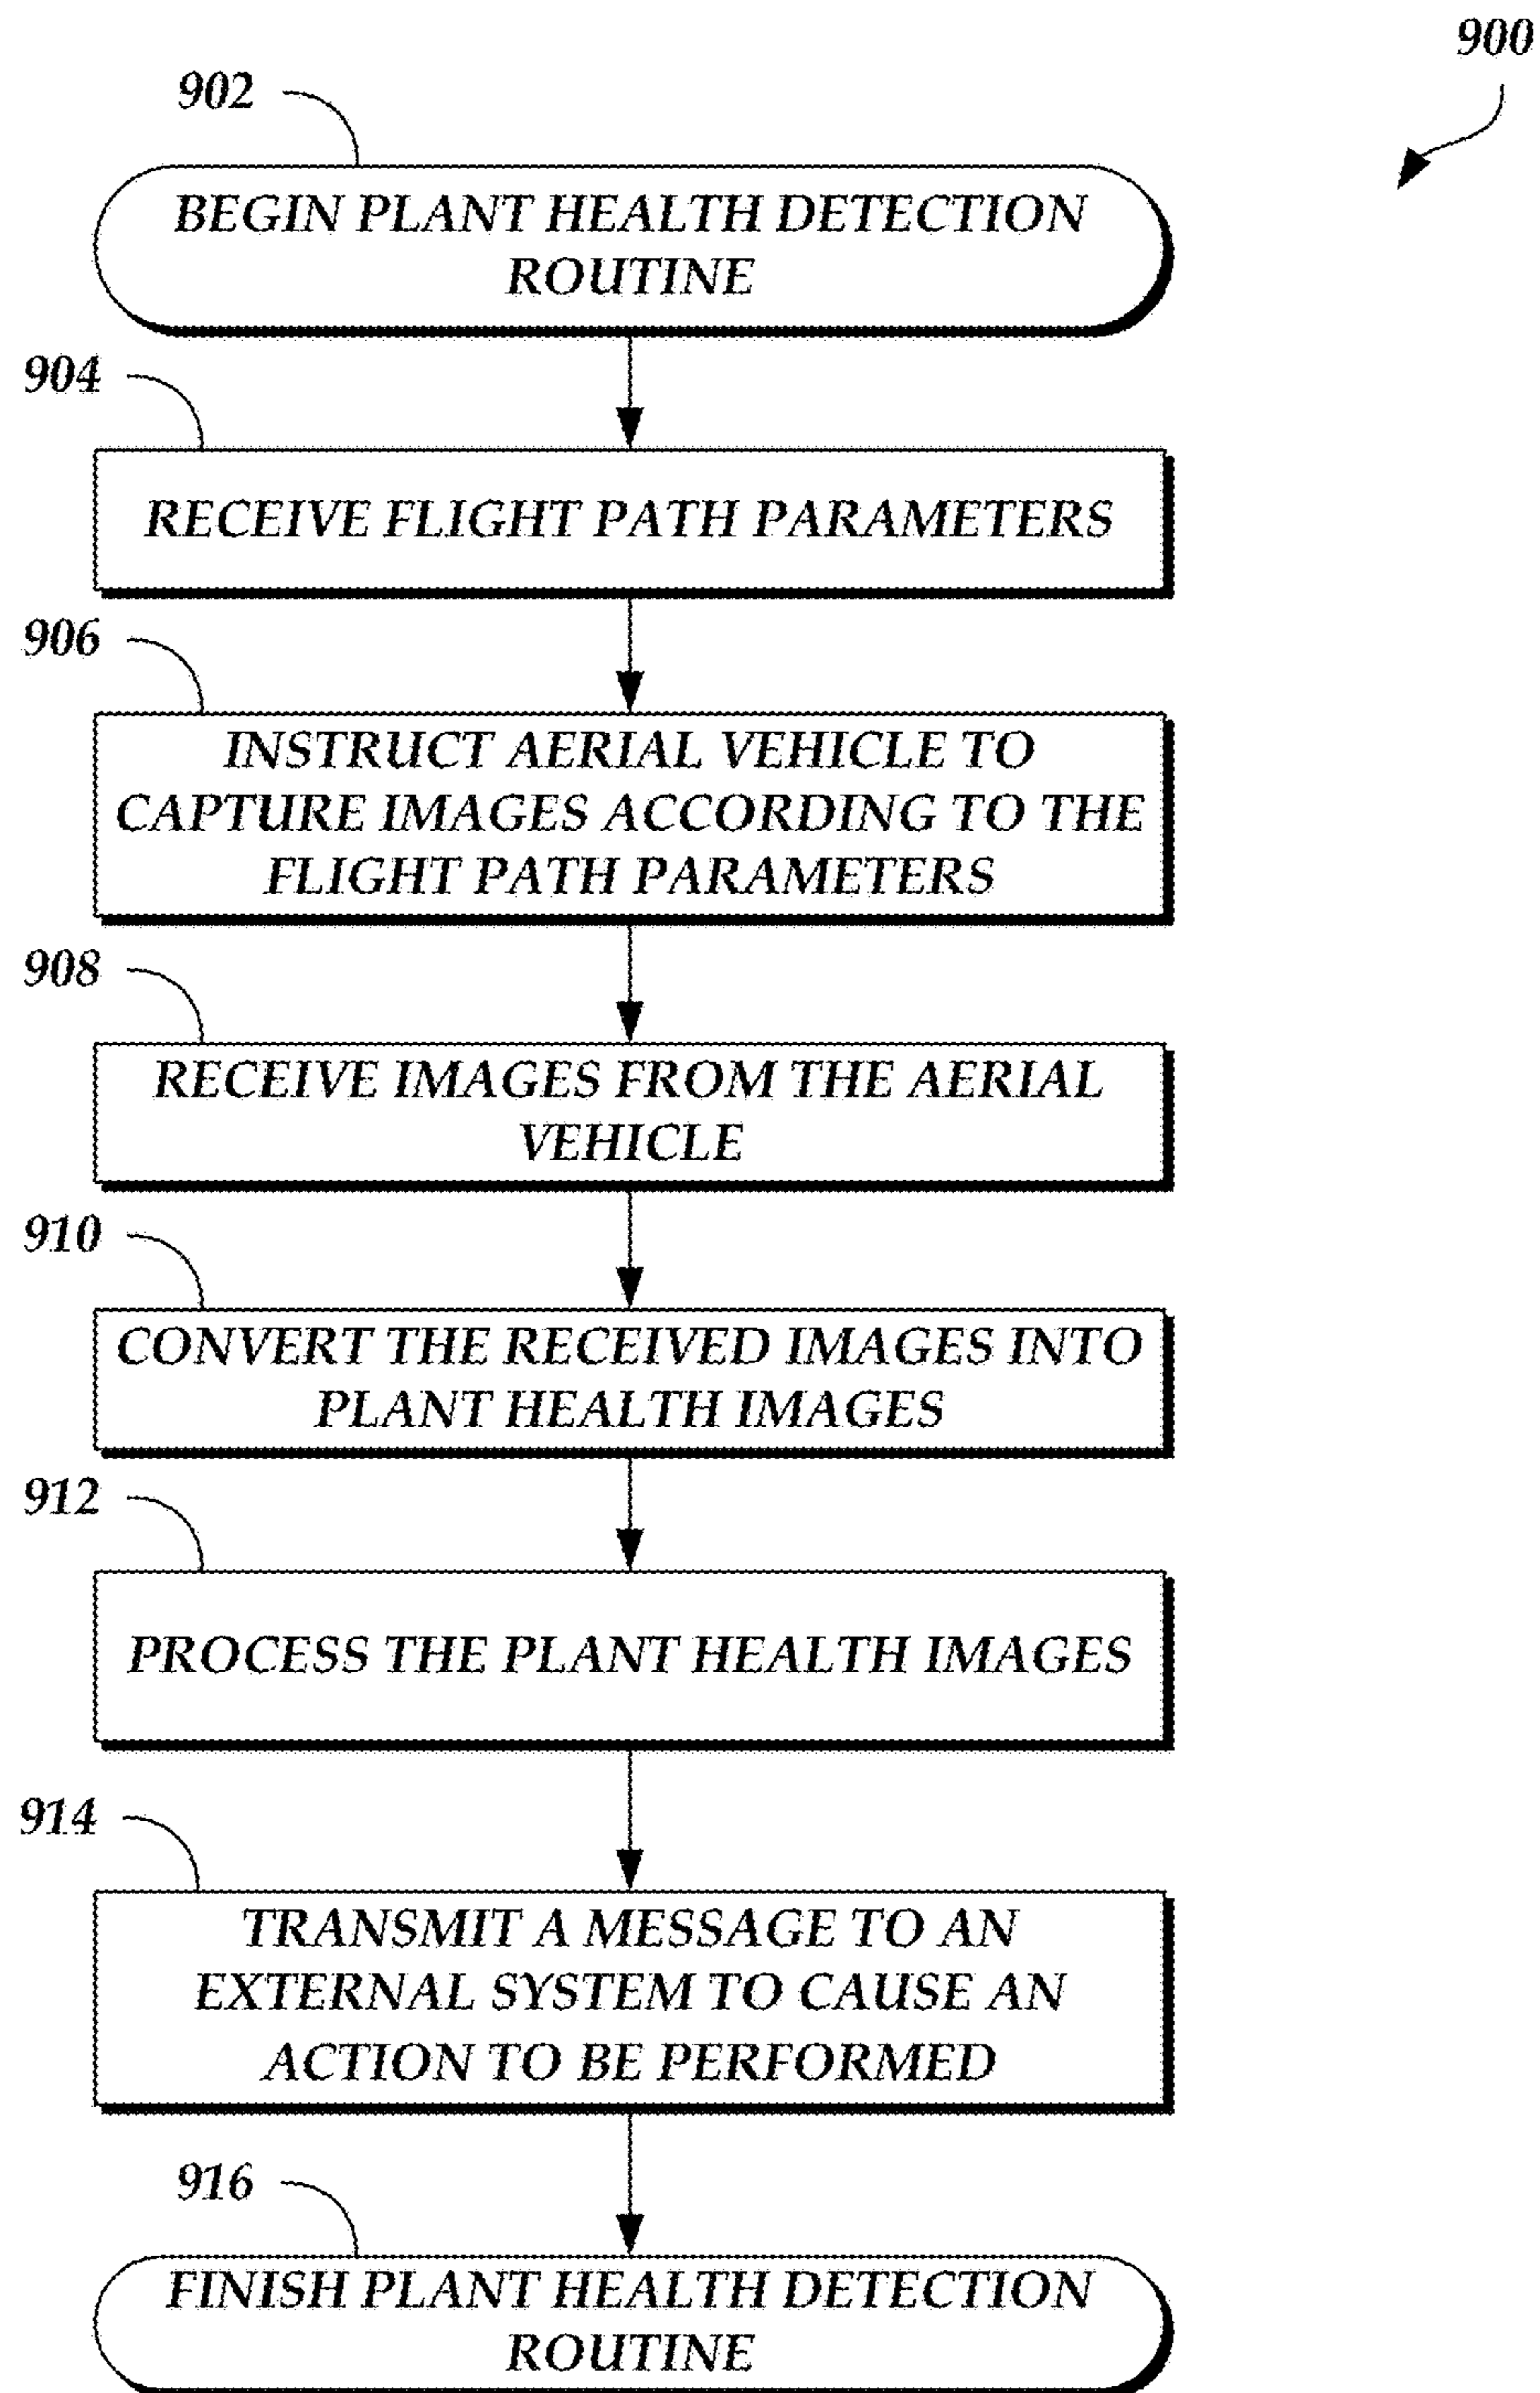 900
902
BEGIN PLANT HEALTH DETECTION
ROUTINE
904
RECEIVE FLIGHT PATH PARAMETERS
906
INSTRUCT AERIAL VEHICLE TO
CAPTURE IMAGES ACCORDING TO THE
FLIGHT PATH PARAMETERS
908
RECEIVE IMAGES FROM THE AERIAL
VEHICLE
910
CONVERT THE RECEIVED IMAGES INTO
PLANT HEALTH IMAGES
912
PROCESS THE PLANT HEALTH IMAGES
914
TRANSMIT A MESSAGE TO AN
EXTERNAL SYSTEM TO CAUSE AN
ACTION TO BE PERFORMED
916
FINISH PLANT HEALTH DETECTION
ROUTINE